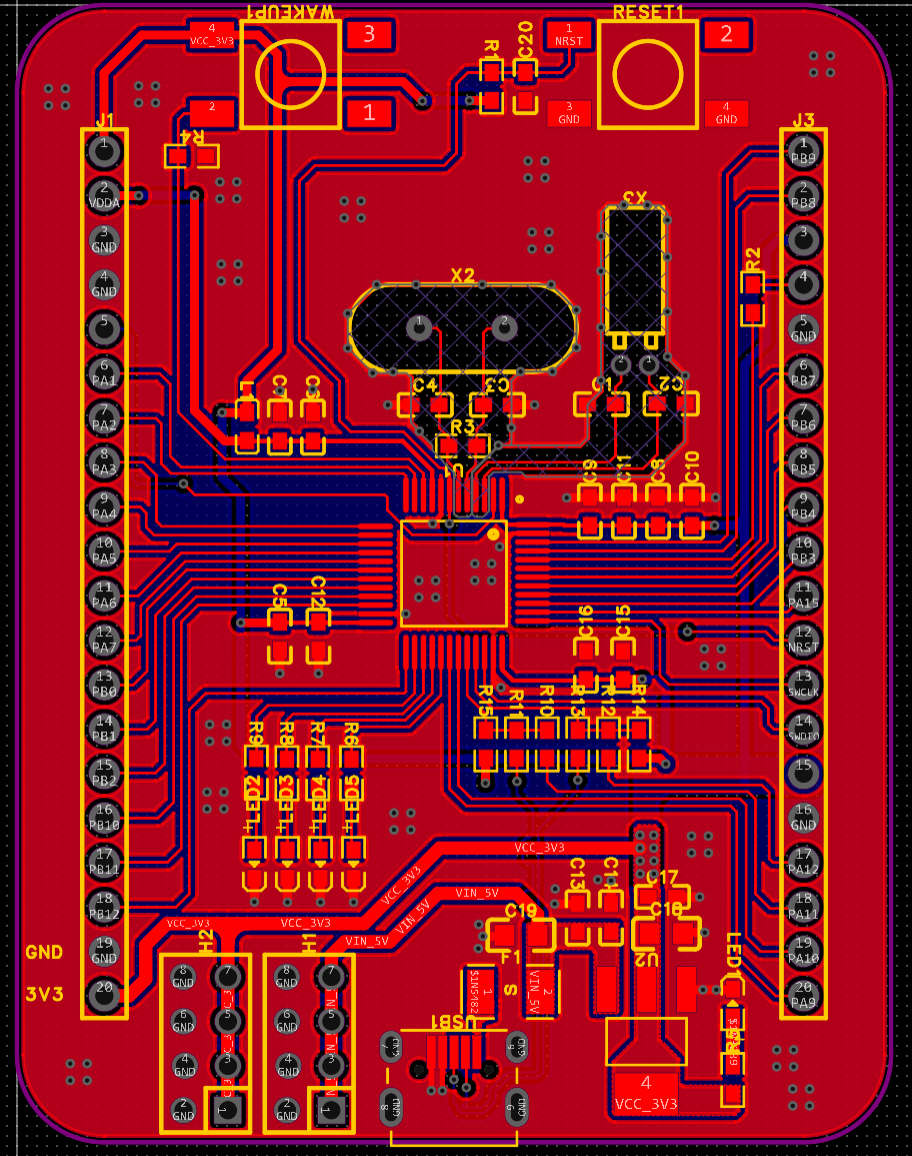 WAKEUP1
RESET1
4
VCC_3V3
3
2
1
R1
C20
1
NRST
2
3
GND
4
GND
J1
J3
R4
1
2
VDDA
3
GND
4
GND
5
6
PA1
7
PA2
8
PA3
9
PA4
10
PA5
11
PA6
12
PA7
13
PB0
14
PB1
15
PB2
16
PB10
17
PB11
18
PB12
19
GND
20
GND
3V3
1
PB9
2
PB8
3
4
5
GND
6
PB7
7
PB6
8
PB5
9
PB4
10
PB3
11
PA15
12
NRST
13
SWCLK
14
SWDIO
15
16
GND
17
PA12
18
PA11
19
PA10
20
PA9
X2
X3
1
2
2
1
R2
C4
C3
C2
R3
U1
C9
C11
C8
C10
C5
C12
C16
C15
R15
R11
R10
R13
R12
R14
R9
R8
R7
R6
LED2
LED3
LED4
LED5
VCC_3V3
VCC_3V3
VIN_5V
VIN_5V
VCC_3V3
VCC_3V3
VIN_5V
C13
C17
C18
C19
F1
U2
LED1
H2
8
GND
7
6
GND
5
4
GND
3
2
GND
1
8
GND
7
6
GND
5
4
GND
3
2
GND
1
1
2
VIN_5V
S
USB1
GND
GND
GND
GND
4
VCC_3V3